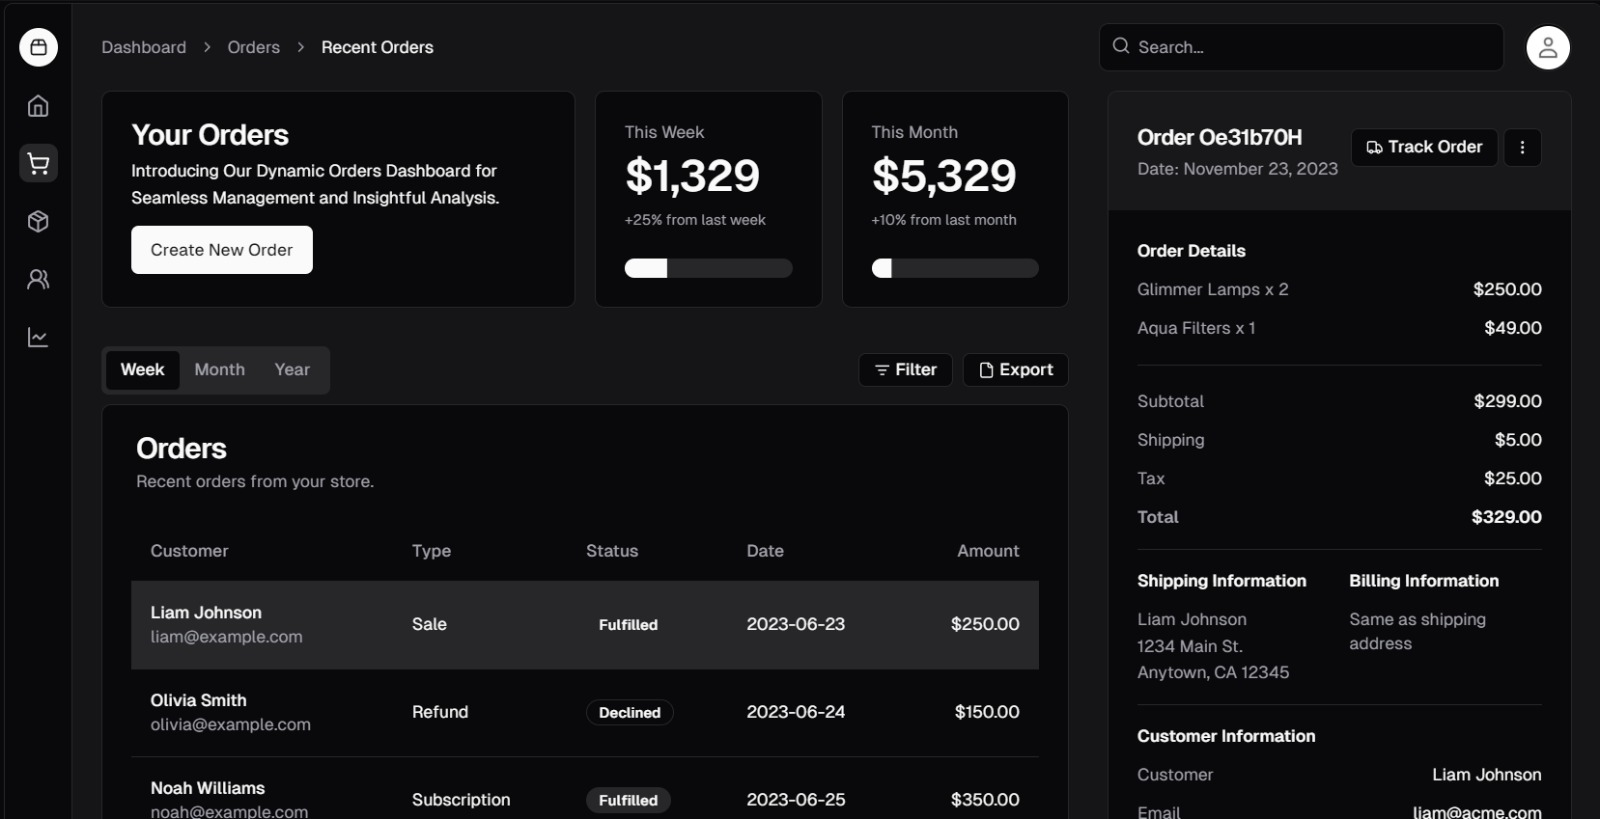 Dashboard > Orders > Recent Orders
Search...
Your Orders
Introducing Our Dynamic Orders Dashboard for
Seamless Management and Insightful Analysis.
Create New Order
This Week
$1,329
+25% from last week
This Month
$5,329
+10% from last month
Week Month Year
Filter Export
Orders
Recent orders from your store.
Customer Type Status Date Amount
Liam Johnson
liam@example.com
Sale Fulfilled 2023-06-23 $250.00
Olivia Smith
olivia@example.com
Refund Declined 2023-06-24 $150.00
Noah Williams
noah@example.com
Subscription Fulfilled 2023-06-25 $350.00
Order Oe31b70H
Date: November 23, 2023
Track Order
Order Details
Glimmer Lamps x 2 $250.00
Aqua Filters x 1 $49.00
Subtotal $299.00
Shipping $5.00
Tax $25.00
Total $329.00
Shipping Information
Liam Johnson
1234 Main St.
Anytown, CA 12345
Billing Information
Same as shipping
address
Customer Information
Customer Liam Johnson
Email liam@acme.com